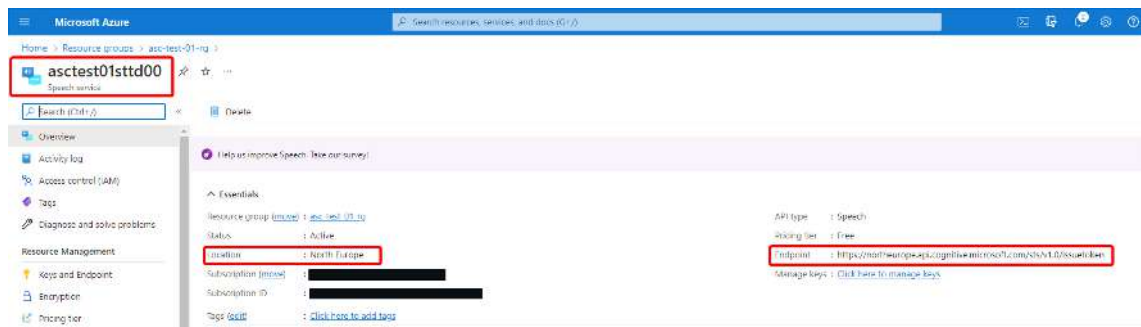 Microsoft Azure
Search resources, services, and docs (G+/)
Home > Resource groups > asc-test-01-rg >
asctest01sttd00
Speech service
Search (Ctrl+/)
Delete
Overview
Activity log
Access control (IAM)
Tags
Diagnose and solve problems
Resource Management
Keys and Endpoint
Encryption
Pricing tier
Help us improve Speech. Take our survey!
Essentials
Resource group (move) : asc-test-01-rg
Status : Active
Location : North Europe
Subscription (move) :
Subscription ID :
Tags (edit) : Click here to add tags
API type : Speech
Pricing tier : Free
Endpoint : https://northeurope.api.cognitive.microsoft.com/sts/v1.0/issuetoken
Manage keys : Click here to manage keys